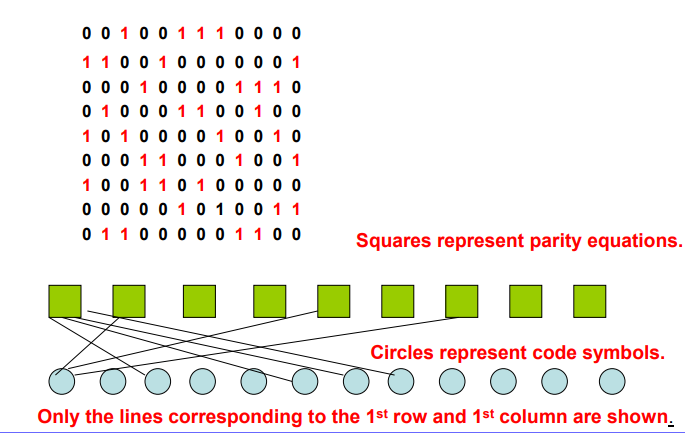 0 0 1 0 0 1 1 1 0 0 0 0
1 1 0 0 1 0 0 0 0 0 0 1
0 0 0 1 0 0 0 0 1 1 1 0
0 1 0 0 0 1 1 0 0 1 0 0
1 0 1 0 0 0 0 1 0 0 1 0
0 0 0 1 1 0 0 0 1 0 0 1
1 0 0 1 1 0 1 0 0 0 0 0
0 0 0 0 0 1 0 1 0 0 1 1
0 1 1 0 0 0 0 0 1 1 0 0
Squares represent parity equations.
Circles represent code symbols.
Only the lines corresponding to the 1st row and 1st column are shown.